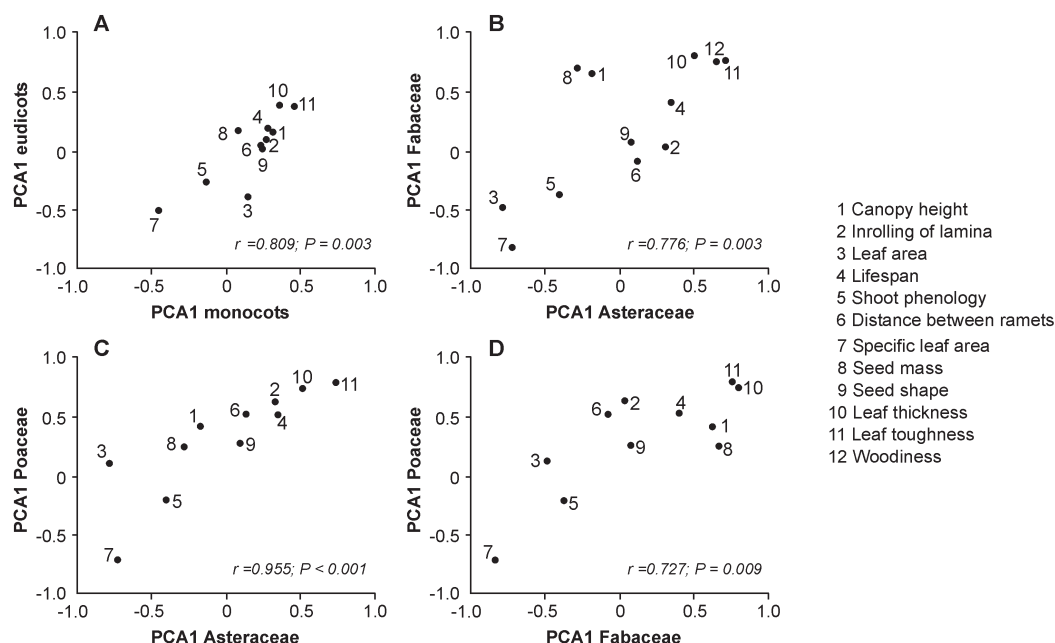 A
1.0
0.5
0
-0.5
-1.0
PCA1 eudicots
10
11
4
1
8
2
6
9
5
3
7
r =0.809; P = 0.003
-1.0 -0.5 0 0.5 1.0
PCA1 monocots
B
1.0
0.5
0
-0.5
-1.0
PCA1 Fabaceae
12
10
11
8
1
4
9
2
6
5
3
7
r =0.776; P = 0.003
-1.0 -0.5 0 0.5 1.0
PCA1 Asteraceae
C
1.0
0.5
0
-0.5
-1.0
PCA1 Poaceae
10
11
2
6
4
1
8
9
3
5
7
r =0.955; P < 0.001
-1.0 -0.5 0 0.5 1.0
PCA1 Asteraceae
D
1.0
0.5
0
-0.5
-1.0
PCA1 Poaceae
11
10
2
6
4
1
9
8
3
5
7
r =0.727; P = 0.009
-1.0 -0.5 0 0.5 1.0
PCA1 Fabaceae
1 Canopy height
2 Inrolling of lamina
3 Leaf area
4 Lifespan
5 Shoot phenology
6 Distance between ramets
7 Specific leaf area
8 Seed mass
9 Seed shape
10 Leaf thickness
11 Leaf toughness
12 Woodiness